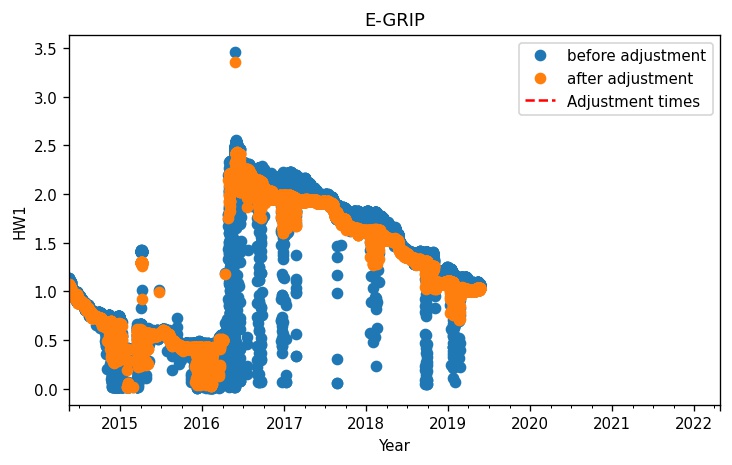 E-GRIP
3.5
3.0
2.5
2.0
1.5
1.0
0.5
0.0
HW1
before adjustment
after adjustment
Adjustment times
2015 2016 2017 2018 2019 2020 2021 2022
Year